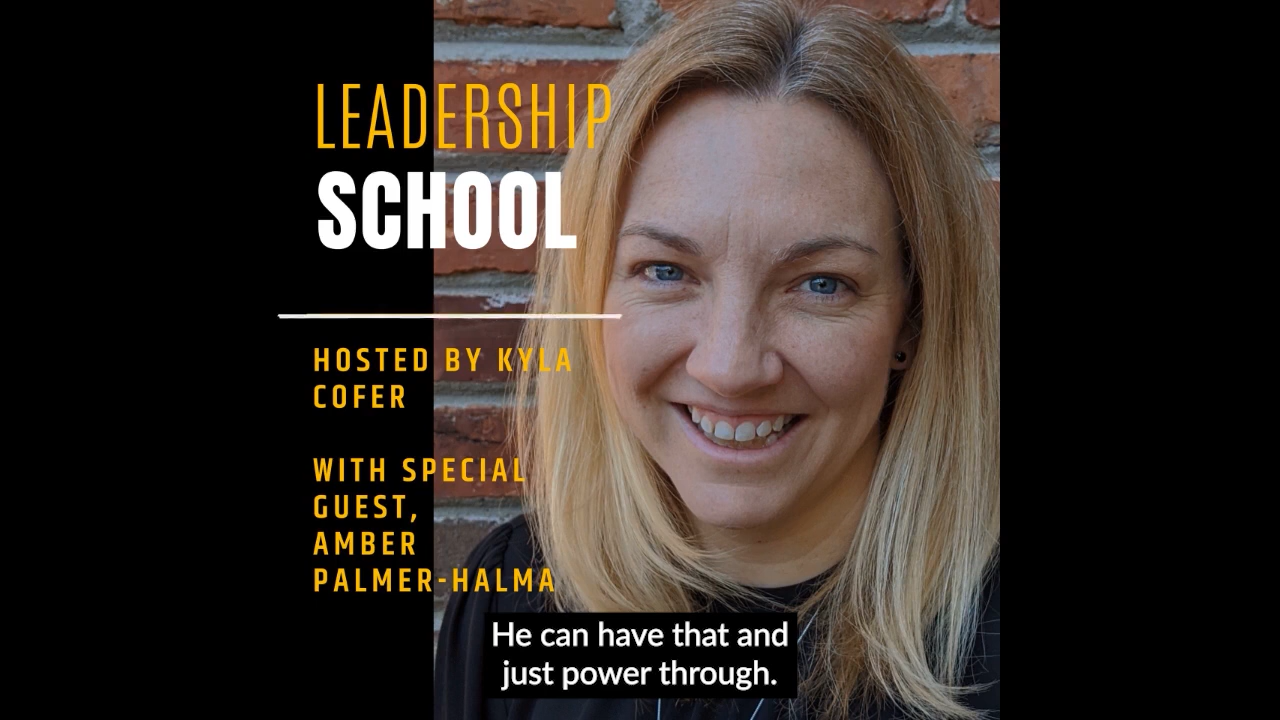 LEADERSHIP
SCHOOL
HOSTED BY KYLA
COFER
WITH SPECIAL
GUEST,
AMBER
PALMER-HALMA
He can have that and
just power through.